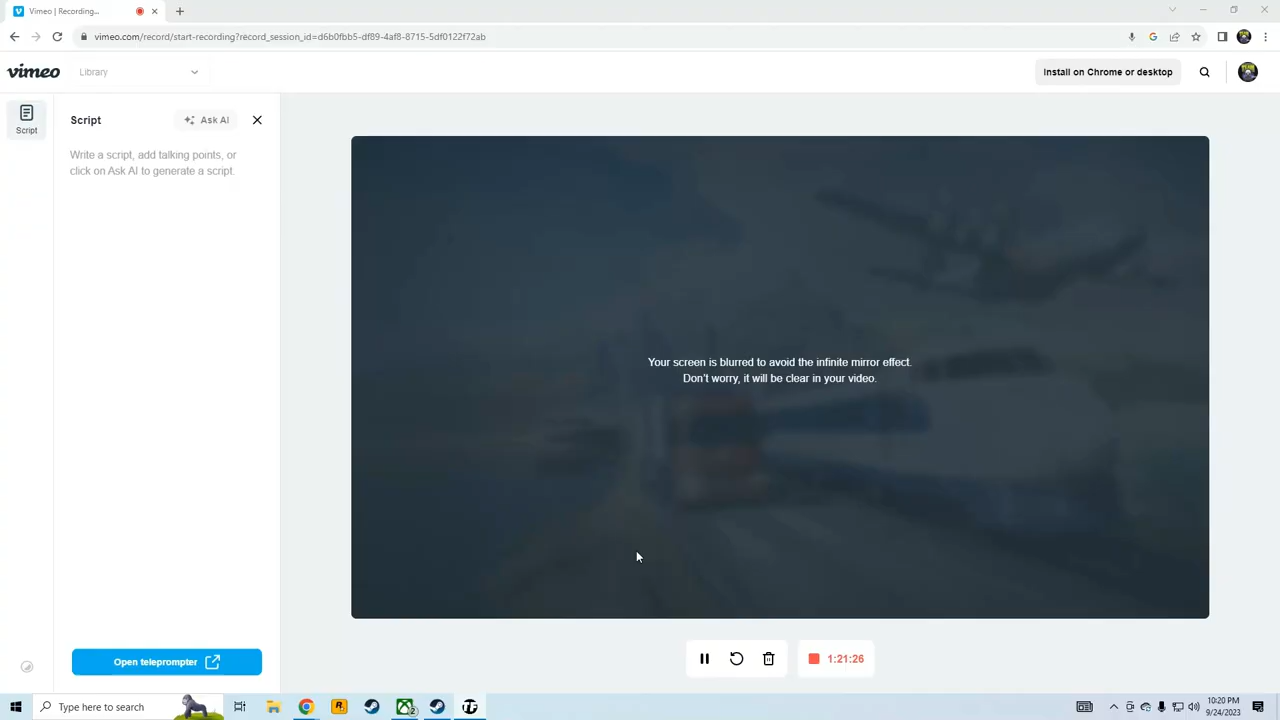 Vimeo | Recording...
vimeo.com/record/start-recording?record_session_id=d6b0fbb5-df89-4af8-8715-5df0122f72ab
vimeo
Library
Install on Chrome or desktop
Script
Script
Ask AI
Write a script, add talking points, or
click on Ask AI to generate a script.
Your screen is blurred to avoid the infinite mirror effect.
Don't worry, it will be clear in your video.
Open teleprompter
1:21:26
Type here to search
2
10:20 PM
9/24/2023